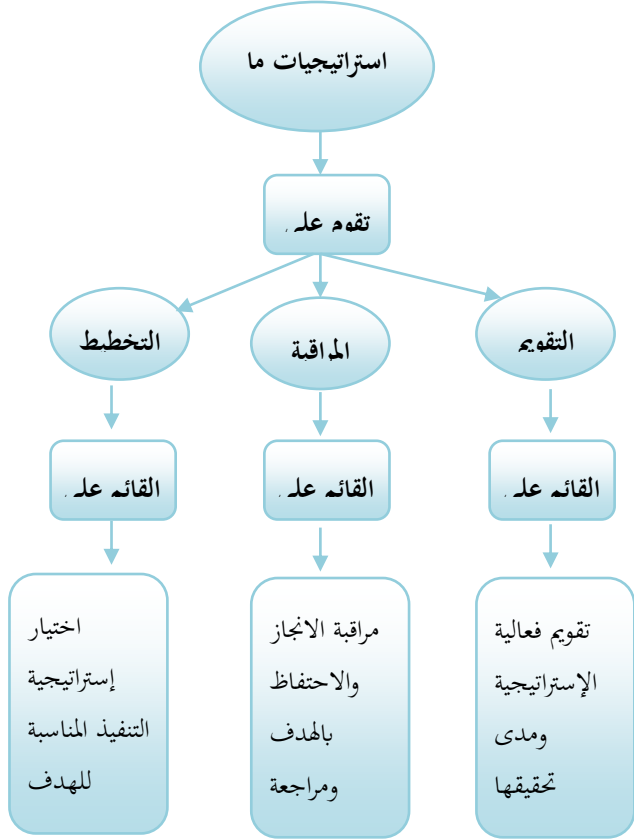 استراتيجيات ما
تقوم على
التقويم
المراقبة
التخطيط
القائم على
القائم على
القائم على
تقويم فعالية
الإستراتيجية
ومدى
تحقيقها
مراقبة الانجاز
والاحتفاظ
بالهدف
ومراجعة
اختيار
إستراتيجية
التنفيذ المناسبة
للهدف